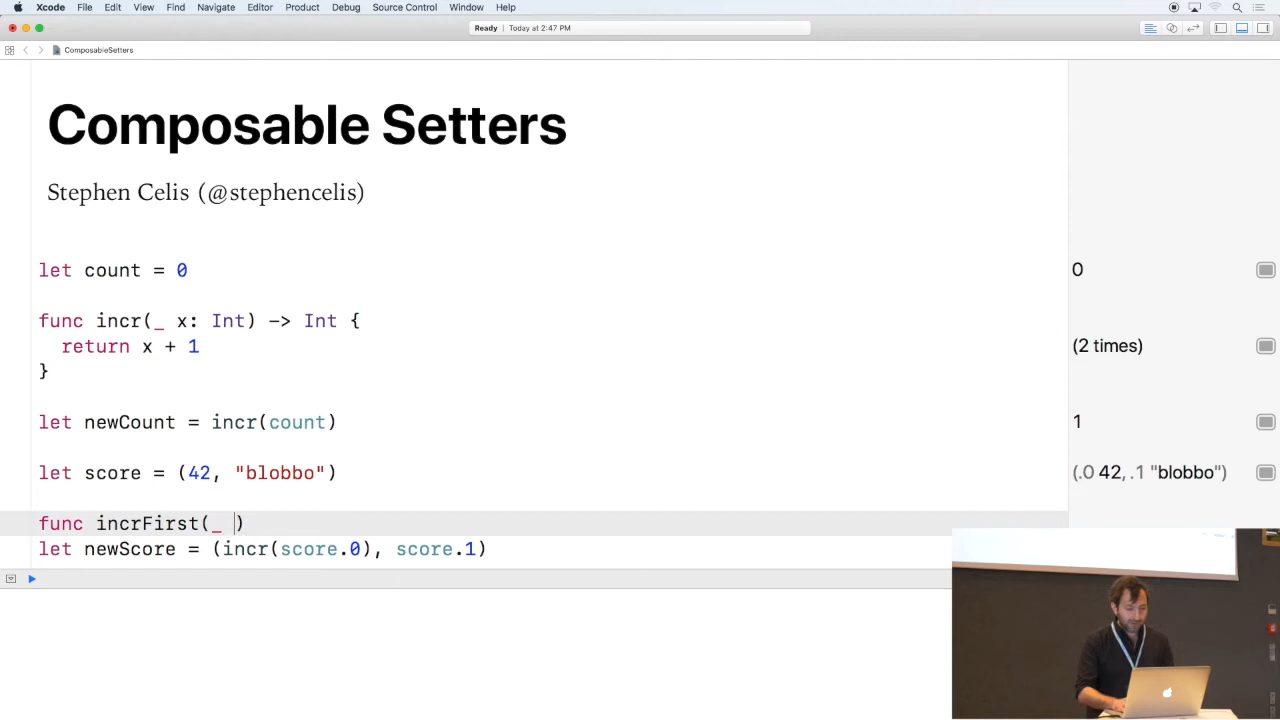 Xcode File Edit View Find Navigate Editor Product Debug Source Control Window Help
Ready Today at 2:47 PM
ComposableSetters
Composable Setters
Stephen Celis (@stephencelis)
let count = 0
0
func incr(_ x: Int) -> Int {
return x + 1
(2 times)
}
let newCount = incr(count)
1
let score = (42, "blobbo")
(.0 42, .1 "blobbo")
func incrFirst(_ )
let newScore = (incr(score.0), score.1)